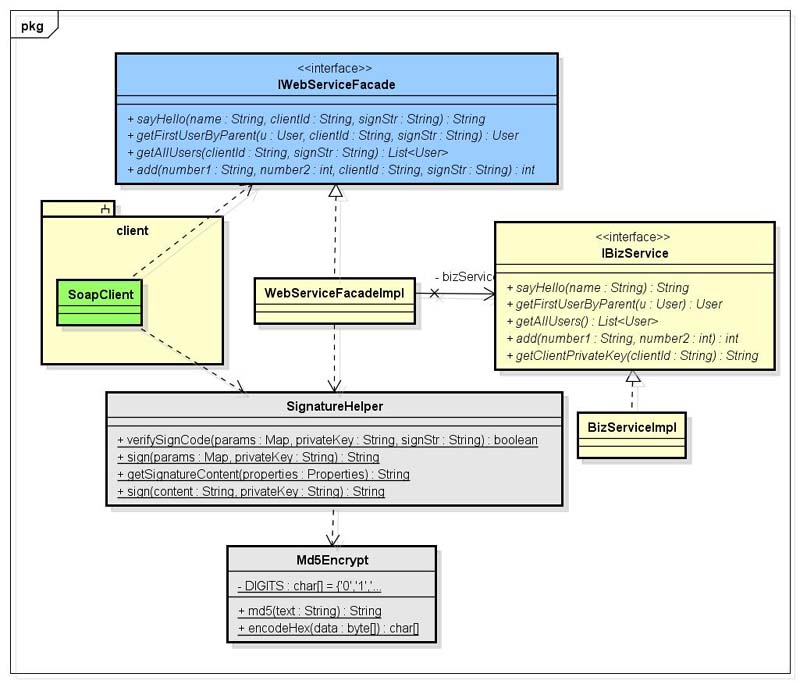 pkg
<<interface>>
IWebServiceFacade
+ sayHello(name : String, clientId : String, signStr : String) : String
+ getFirstUserByParent(u : User, clientId : String, signStr : String) : User
+ getAllUsers(clientId : String, signStr : String) : List<User>
+ add(number1 : String, number2 : int, clientId : String, signStr : String) : int
client
SoapClient
WebServiceFacadeImpl
- bizService
<<interface>>
IBizService
+ sayHello(name : String) : String
+ getFirstUserByParent(u : User) : User
+ getAllUsers() : List<User>
+ add(number1 : String, number2 : int) : int
+ getClientPrivateKey(clientId : String) : String
BizServiceImpl
SignatureHelper
+ verifySignCode(params : Map, privateKey : String, signStr : String) : boolean
+ sign(params : Map, privateKey : String) : String
+ getSignatureContent(properties : Properties) : String
+ sign(content : String, privateKey : String) : String
Md5Encrypt
- DIGITS : char[] = {'0','1','...
+ md5(text : String) : String
+ encodeHex(data : byte[]) : char[]